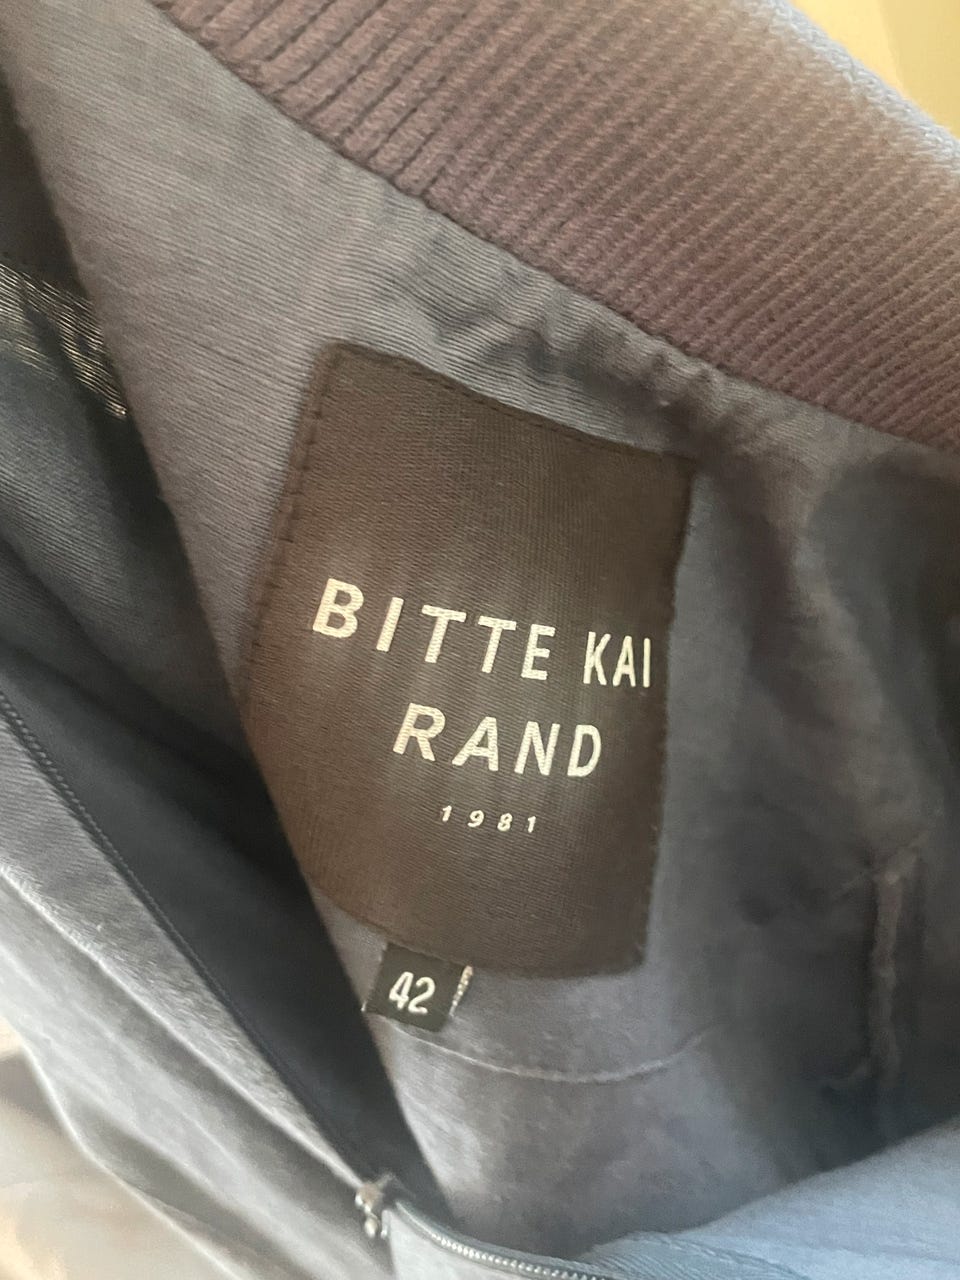 BITTE KAI
RAND
1981
42